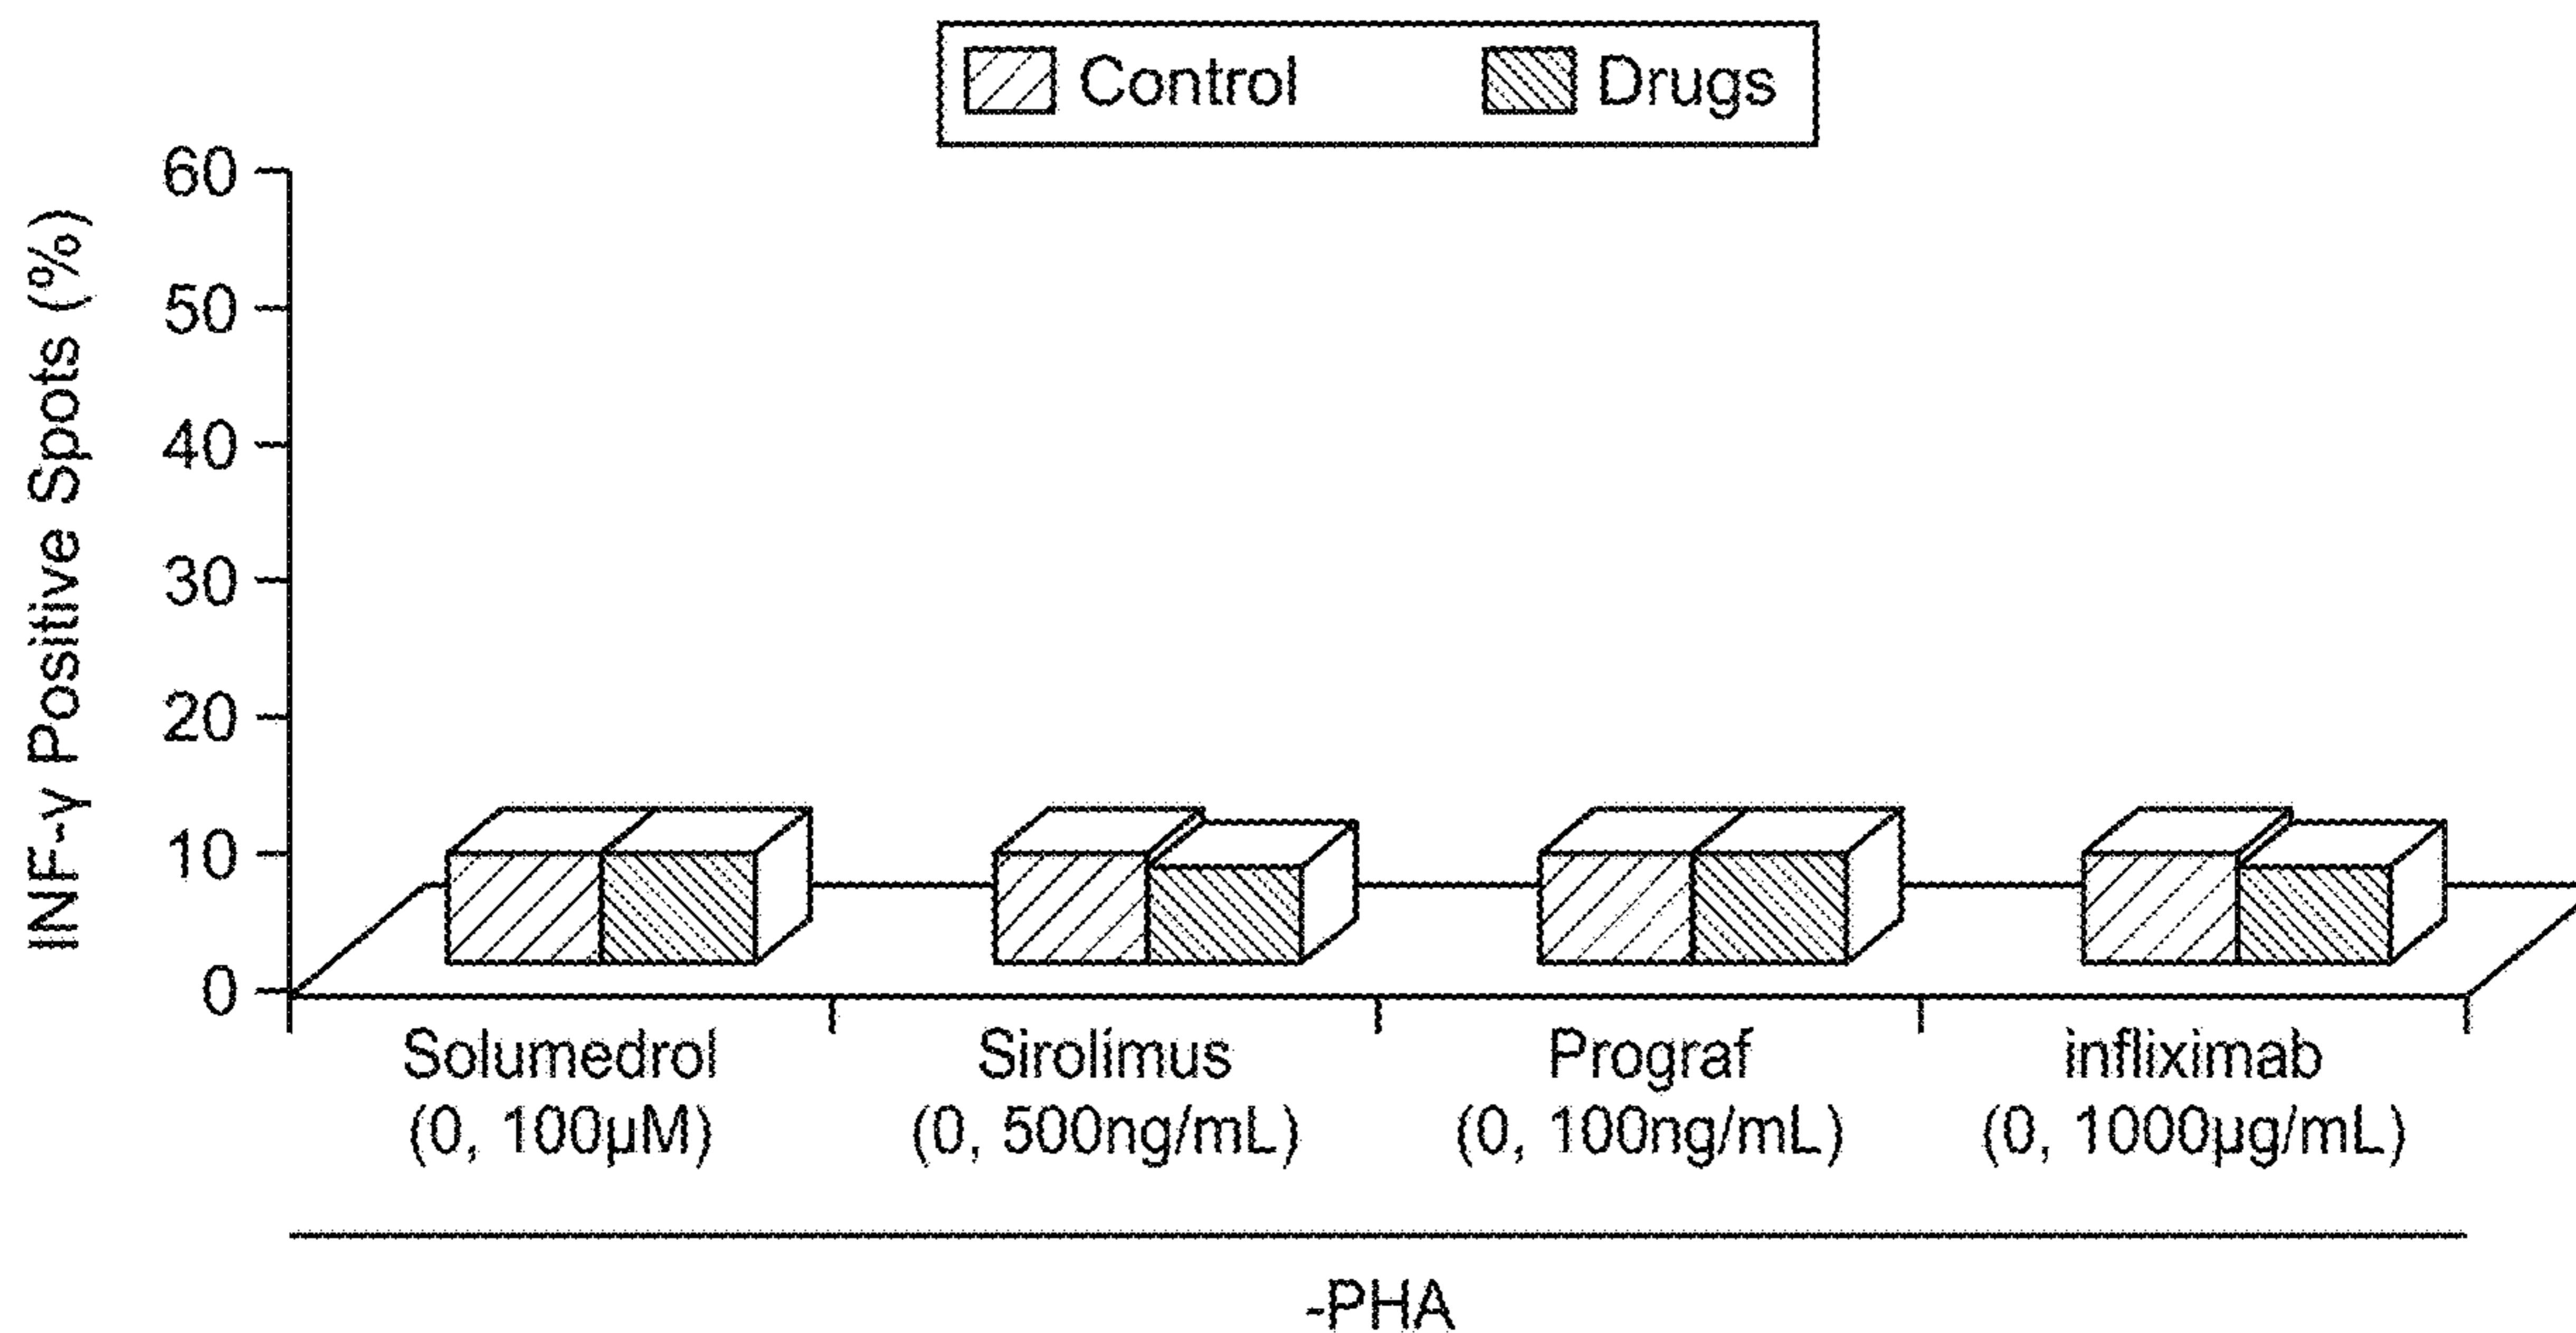 Control
Drugs
INF-γ Positive Spots (%)
60
50
40
30
20
10
0
Solumedrol
(0, 100µM)
Sirolimus
(0, 500ng/mL)
Prograf
(0, 100ng/mL)
infliximab
(0, 1000µg/mL)
-PHA